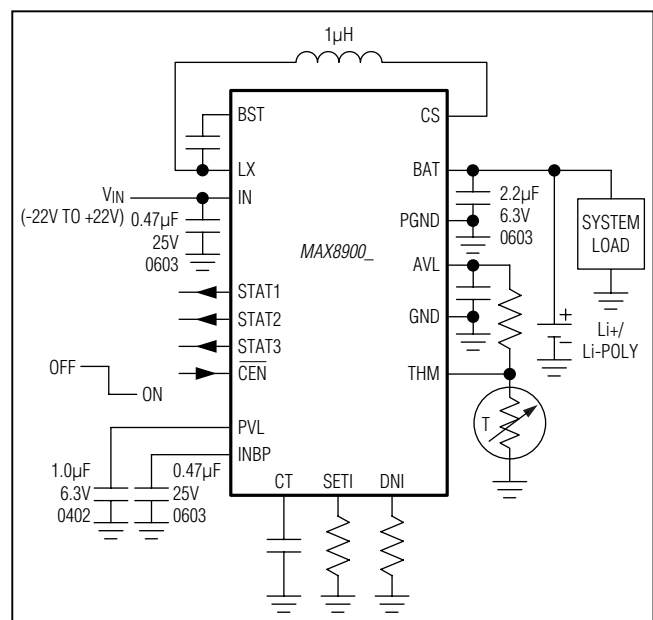 1µH
BST
CS
LX
BAT
VIN
(-22V TO +22V)
IN
0.47µF
25V
0603
2.2µF
6.3V
0603
PGND
SYSTEM
LOAD
MAX8900_
AVL
STAT1
STAT2
STAT3
CEN
GND
+
-
Li+/
Li-POLY
OFF
ON
THM
T
PVL
INBP
1.0µF
6.3V
0402
0.47µF
25V
0603
CT
SETI
DNI